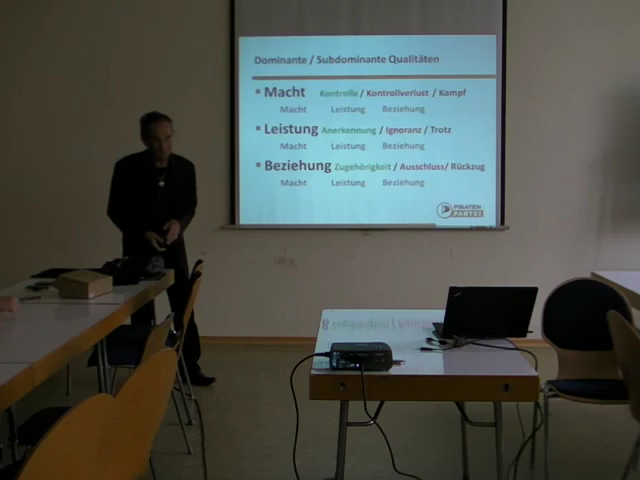 Dominante / Subdominante Qualitäten
Macht Kontrolle / Kontrollverlust / Kampf
Macht Leistung Beziehung
Leistung Anerkennung / Ignoranz / Trotz
Macht Leistung Beziehung
Beziehung Zugehörigkeit / Ausschluss/ Rückzug
Macht Leistung Beziehung
PIRATEN
PARTEI